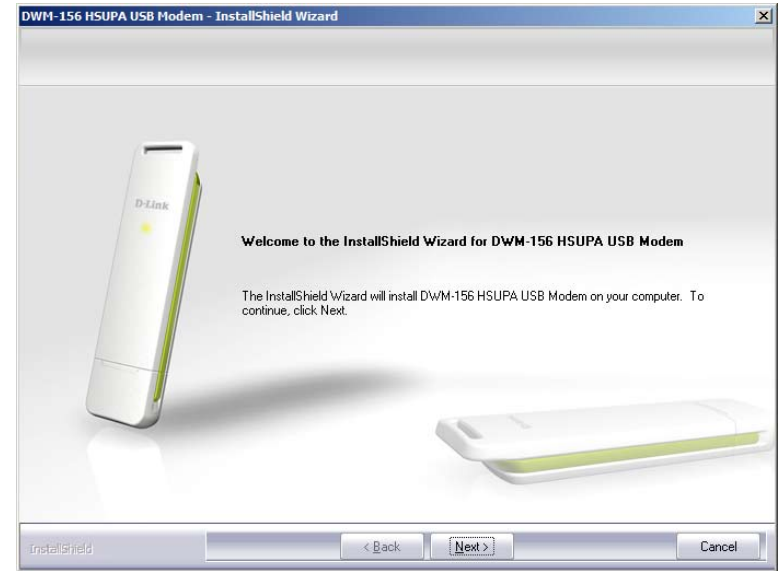 DWM-156 HSUPA USB Modem - InstallShield Wizard
D-Link
Welcome to the InstallShield Wizard for DWM-156 HSUPA USB Modem
The InstallShield Wizard will install DWM-156 HSUPA USB Modem on your computer. To
continue, click Next.
InstallShield
< Back
Next >
Cancel